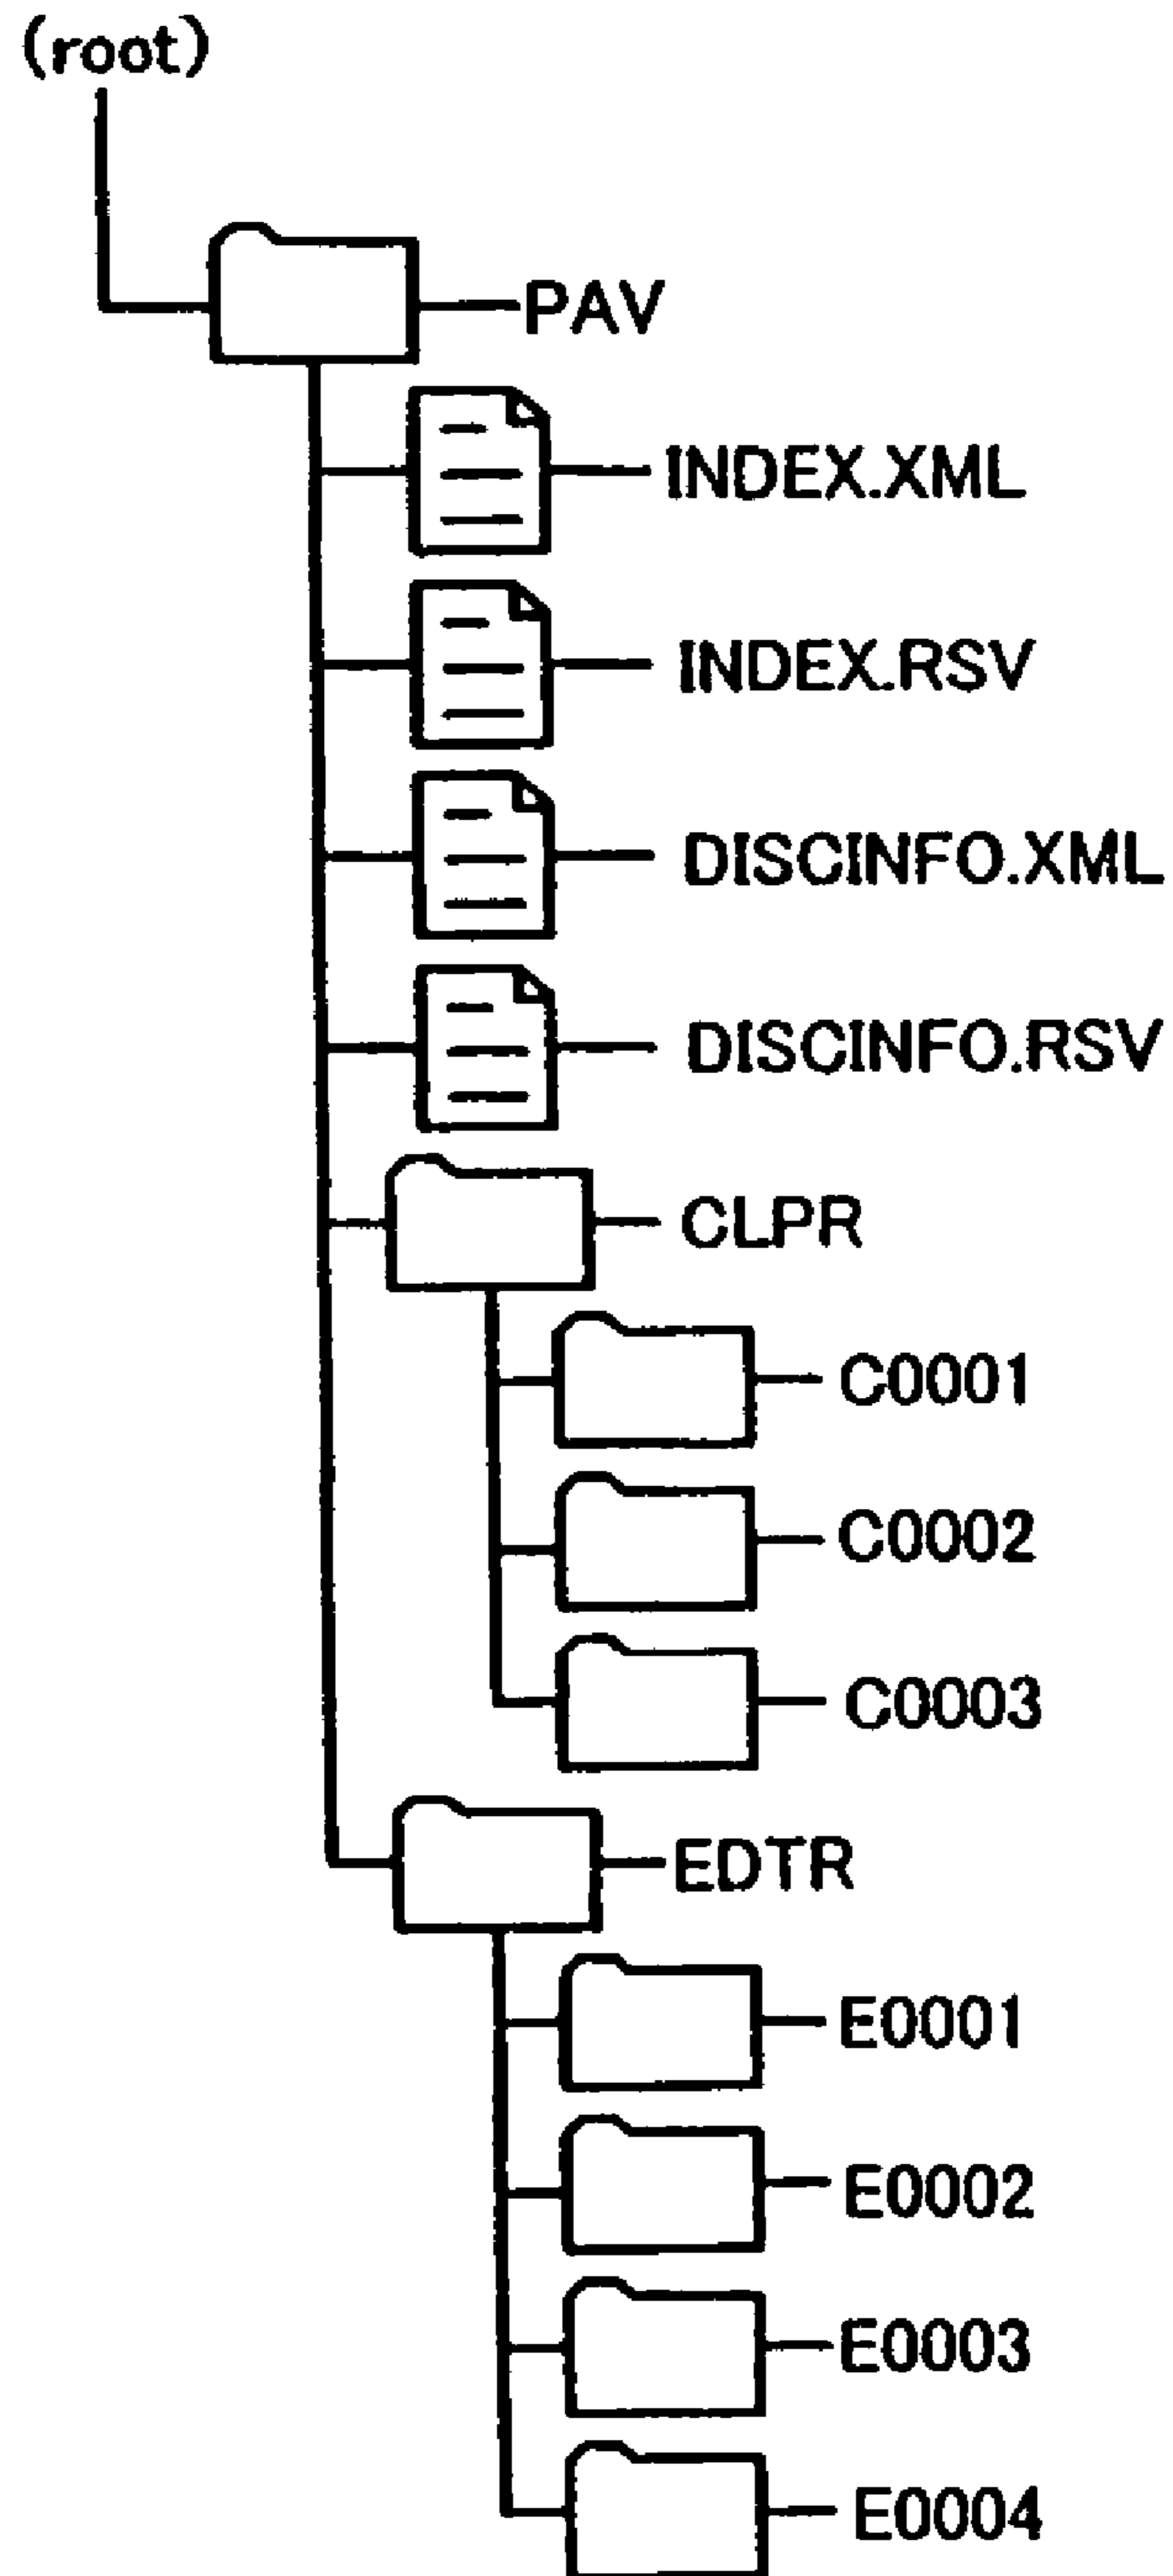 (root)
PAV
INDEX.XML
INDEX.RSV
DISCINFO.XML
DISCINFO.RSV
CLPR
C0001
C0002
C0003
EDTR
E0001
E0002
E0003
E0004